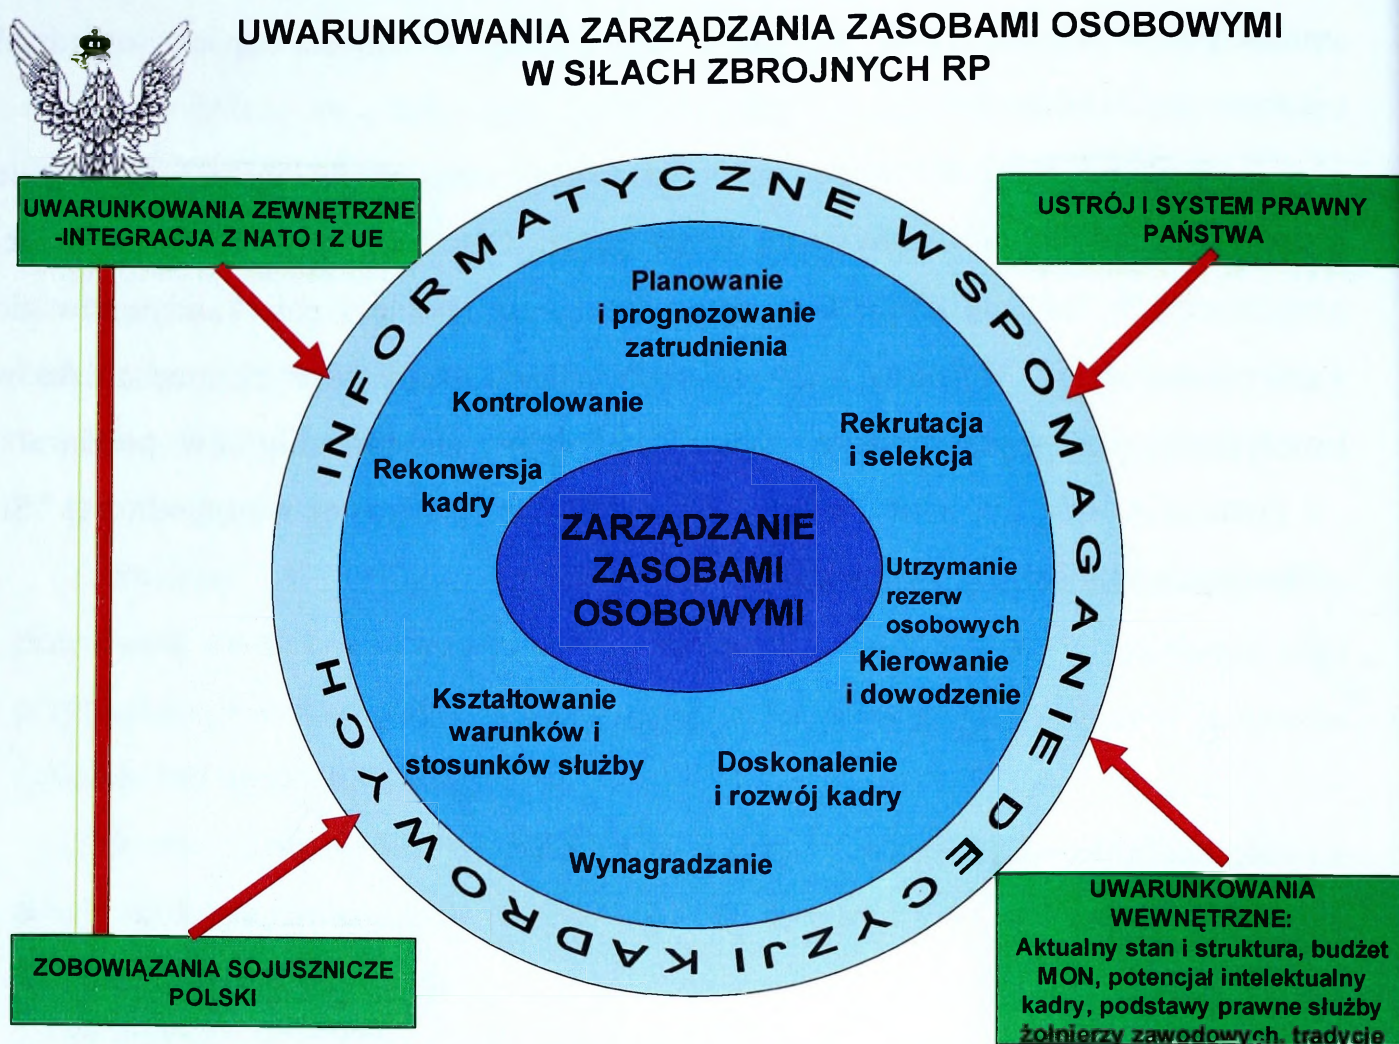 UWARUNKOWANIA ZARZĄDZANIA ZASOBAMI OSOBOWYMI
W SIŁACH ZBROJNYCH RP
UWARUNKOWANIA ZEWNĘTRZNE
-INTEGRACJA Z NATO I Z UE
USTRÓJ I SYSTEM PRAWNY
PAŃSTWA
INFORMATYCZNE WSPOMAGANIE DECYZJI KADROWYCH
Planowanie
i prognozowanie
zatrudnienia
Kontrolowanie
Rekrutacja
i selekcja
Rekonwersja
kadry
ZARZĄDZANIE
ZASOBAMI
OSOBOWYMI
Utrzymanie
rezerw
osobowych
Kierowanie
i dowodzenie
Kształtowanie
warunków i
stosunków służby
Doskonalenie
i rozwój kadry
Wynagradzanie
ZOBOWIĄZANIA SOJUSZNICZE
POLSKI
UWARUNKOWANIA
WEWNĘTRZNE:
Aktualny stan i struktura, budżet
MON, potencjał intelektualny
kadry, podstawy prawne służby
żołnierzy zawodowych, tradycje